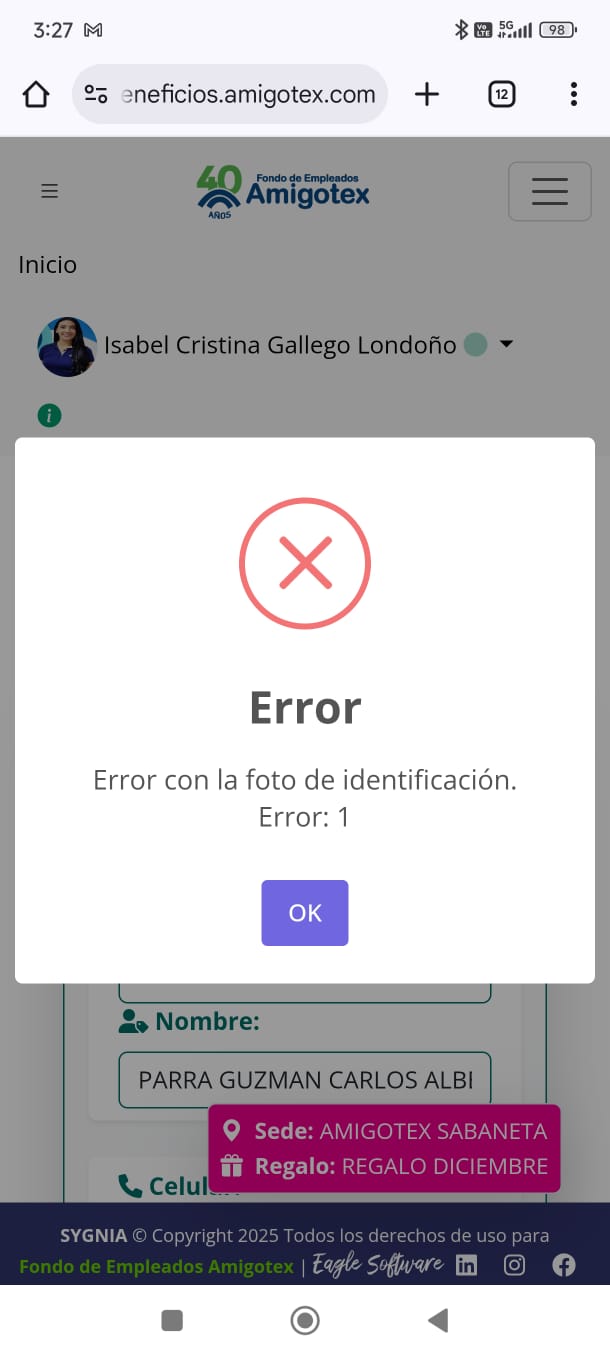 3:27
Vo LTE
5G
98
eneficios.amigotex.com
12
40
AÑOS
Fondo de Empleados
Amigotex
Inicio
Isabel Cristina Gallego Londoño
Error
Error con la foto de identificación.
Error: 1
OK
Nombre:
PARRA GUZMAN CARLOS ALBI
Sede: AMIGOTEX SABANETA
Regalo: REGALO DICIEMBRE
Celul
SYGNIA © Copyright 2025 Todos los derechos de uso para
Fondo de Empleados Amigotex | Eagle Software